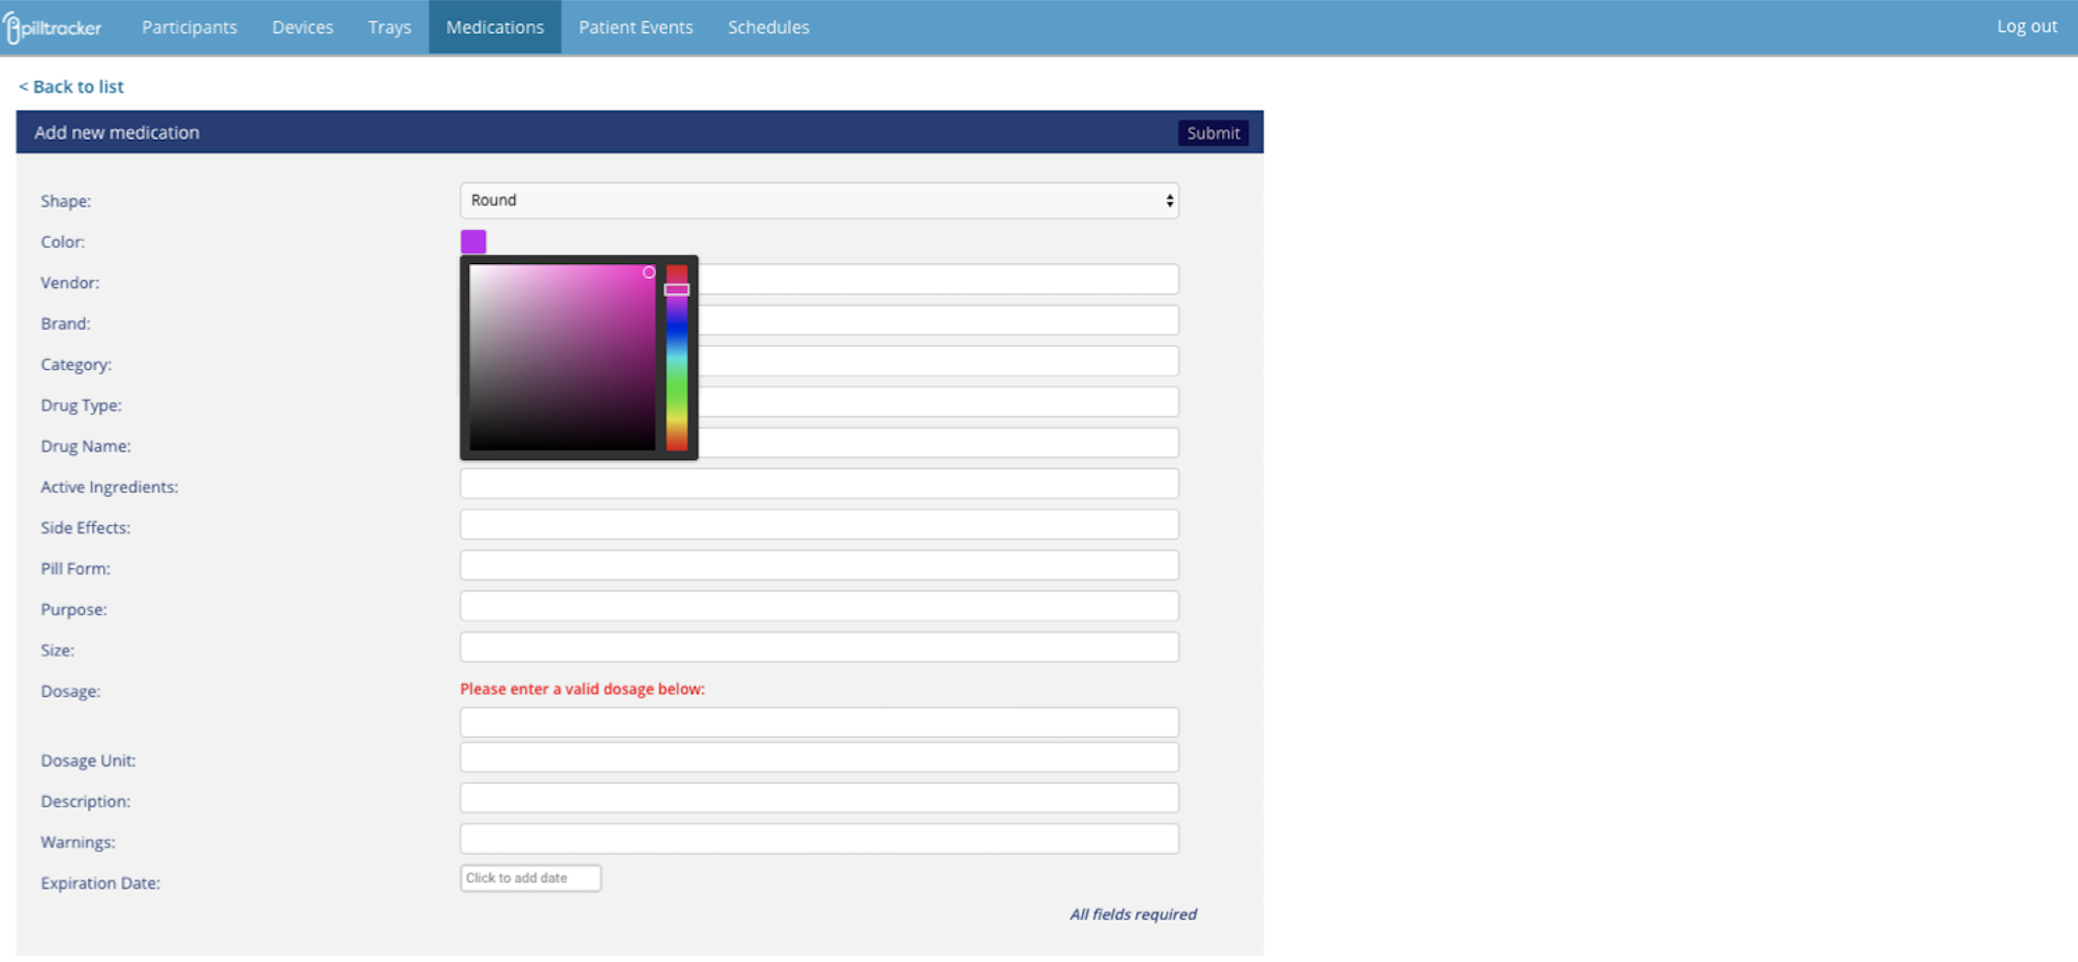 pilltracker Participants Devices Trays Medications Patient Events Schedules Log out
< Back to list
Add new medication Submit
Shape: Round
Color:
Vendor:
Brand:
Category:
Drug Type:
Drug Name:
Active Ingredients:
Side Effects:
Pill Form:
Purpose:
Size:
Dosage: Please enter a valid dosage below:
Dosage Unit:
Description:
Warnings:
Expiration Date: Click to add date
All fields required